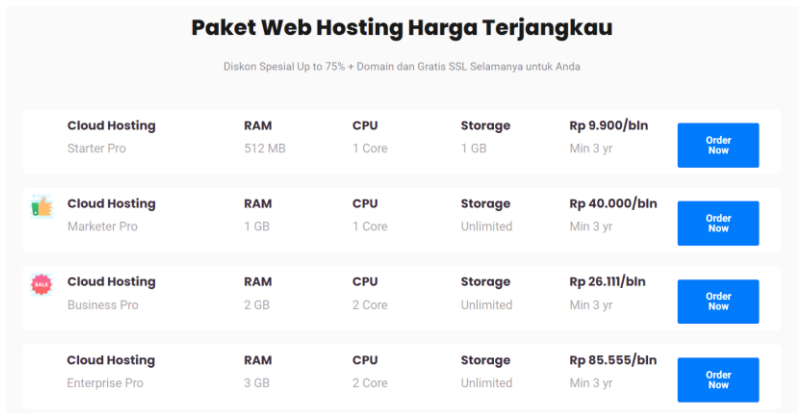 Paket Web Hosting Harga Terjangkau
Diskon Spesial Up to 75% + Domain dan Gratis SSL Selamanya untuk Anda
Cloud Hosting RAM CPU Storage Rp 9.900/bln
Starter Pro 512 MB 1 Core 1 GB Min 3 yr
Order
Now
Cloud Hosting RAM CPU Storage Rp 40.000/bln
Marketer Pro 1 GB 1 Core Unlimited Min 3 yr
Order
Now
SALE
Cloud Hosting RAM CPU Storage Rp 26.111/bln
Business Pro 2 GB 2 Core Unlimited Min 3 yr
Order
Now
Cloud Hosting RAM CPU Storage Rp 85.555/bln
Enterprise Pro 3 GB 2 Core Unlimited Min 3 yr
Order
Now